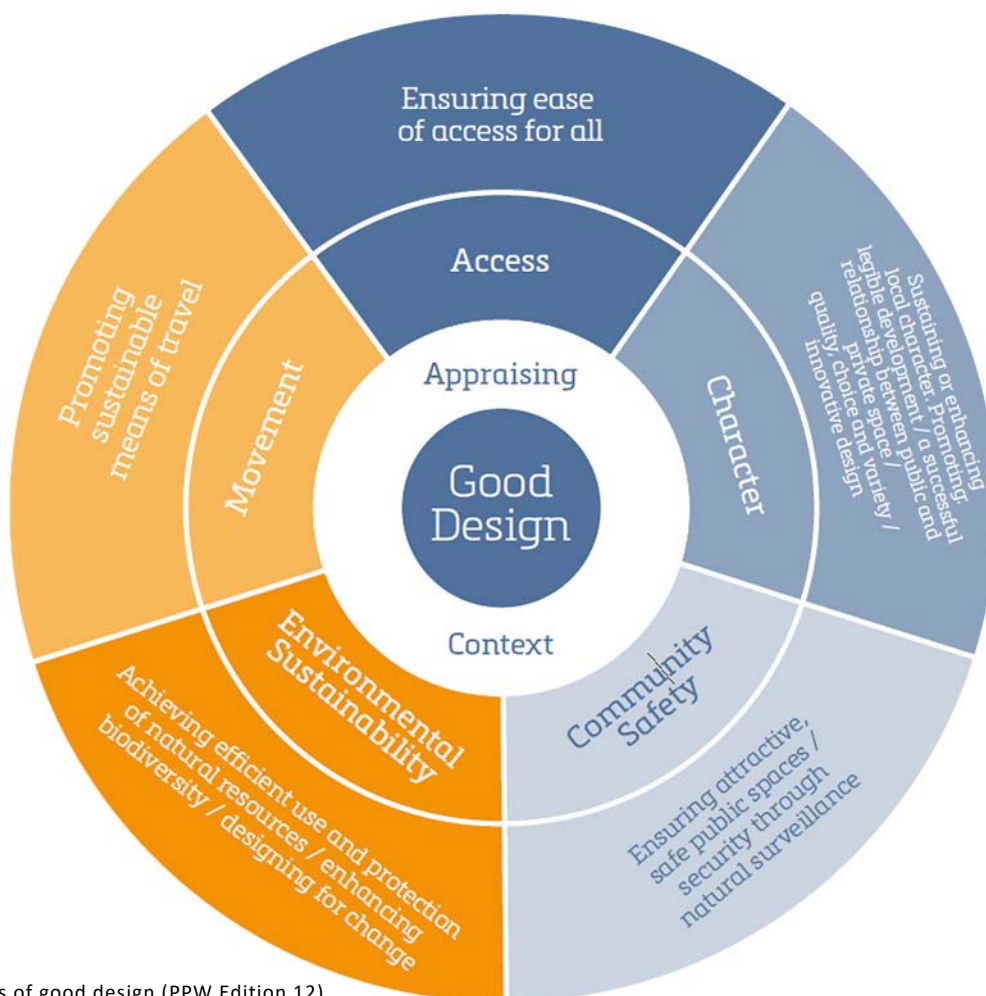 Ensuring ease
of access for all
Access
Sustaining or enhancing
local character. Promoting:
legible development / a successful
relationship between public and
private space /
quality, choice and variety /
innovative design
Character
Ensuring attractive,
safe public spaces /
security through
natural surveillance
Community
Safety
Achieving efficient use and protection
of natural resources / enhancing
biodiversity / designing for change
Environmental
Sustainability
Promoting
sustainable
means of travel
Movement
Appraising
Good
Design
Context
s of good design (PPW Edition 12)